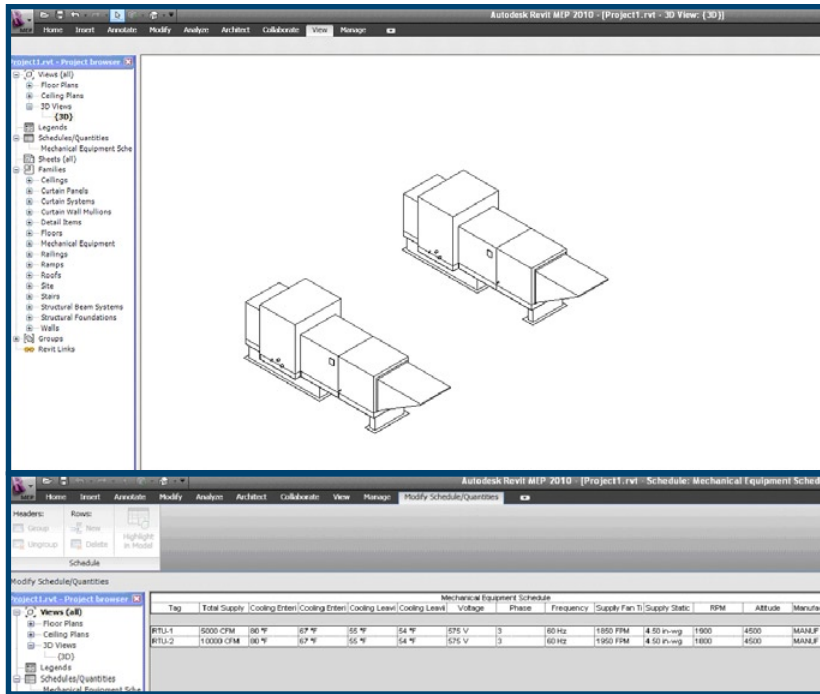 Autodesk Revit MEP 2010 - [Project1.rvt - 3D View: {3D}]
MEP Home Insert Annotate Modify Analyze Architect Collaborate View Manage
Project1.rvt - Project browser
Views (all)
Floor Plans
Ceiling Plans
3D Views
{3D}
Legends
Schedules/Quantities
Mechanical Equipment Sche
Sheets (all)
Families
Ceilings
Curtain Panels
Curtain Systems
Curtain Wall Mullions
Detail Items
Floors
Mechanical Equipment
Railings
Ramps
Roofs
Site
Stairs
Structural Beam Systems
Structural Foundations
Walls
Groups
Revit Links
Autodesk Revit MEP 2010 - [Project1.rvt - Schedule: Mechanical Equipment Sched
MEP Home Insert Annotate Modify Analyze Architect Collaborate View Manage Modify Schedule/Quantities
Headers: Rows:
Group New Highlight
Ungroup Delete in Model
Schedule
Modify Schedule/Quantities
Project1.rvt - Project browser
Mechanical Equipment Schedule
Tag Total Supply Cooling Enteri Cooling Enteri Cooling Leavi Cooling Leavi Voltage Phase Frequency Supply Fan Ti Supply Static RPM Altitude Manufa
RTU-1 5000 CFM 80 °F 67 °F 55 °F 54 °F 575 V 3 60 Hz 1850 FPM 4.50 in-wg 1900 4500 MANUF
RTU-2 10000 CFM 80 °F 67 °F 55 °F 54 °F 575 V 3 60 Hz 1950 FPM 4.50 in-wg 1800 4500 MANUF
Views (all)
Floor Plans
Ceiling Plans
3D Views
{3D}
Legends
Schedules/Quantities
Mechanical Equipment Sche